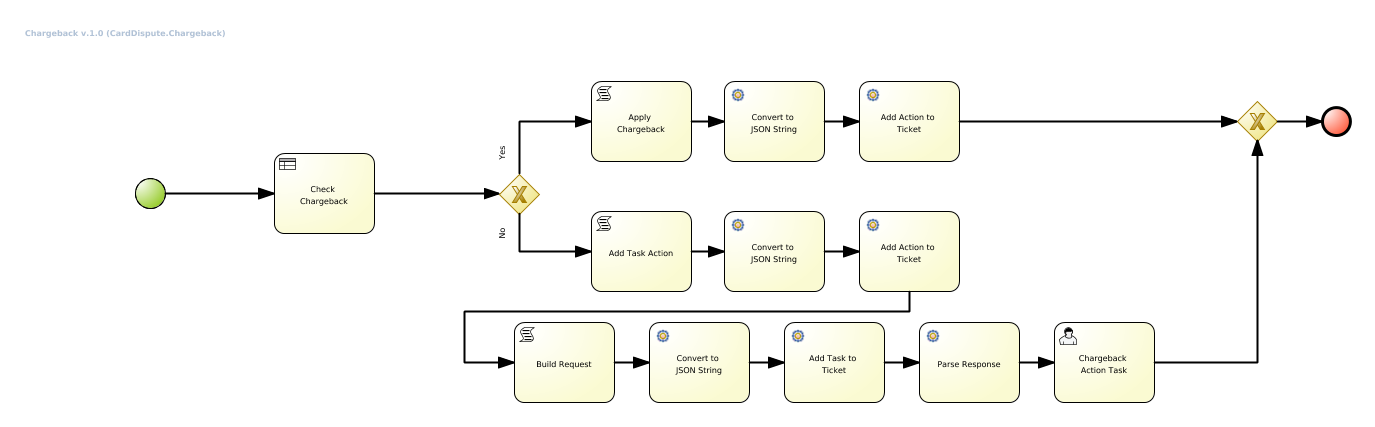 Chargeback v.1.0 (CardDispute.Chargeback)
Apply
Chargeback
Convert to
JSON String
Add Action to
Ticket
Yes
Check
Chargeback
No
Add Task Action
Convert to
JSON String
Add Action to
Ticket
Build Request
Convert to
JSON String
Add Task to
Ticket
Parse Response
Chargeback
Action Task